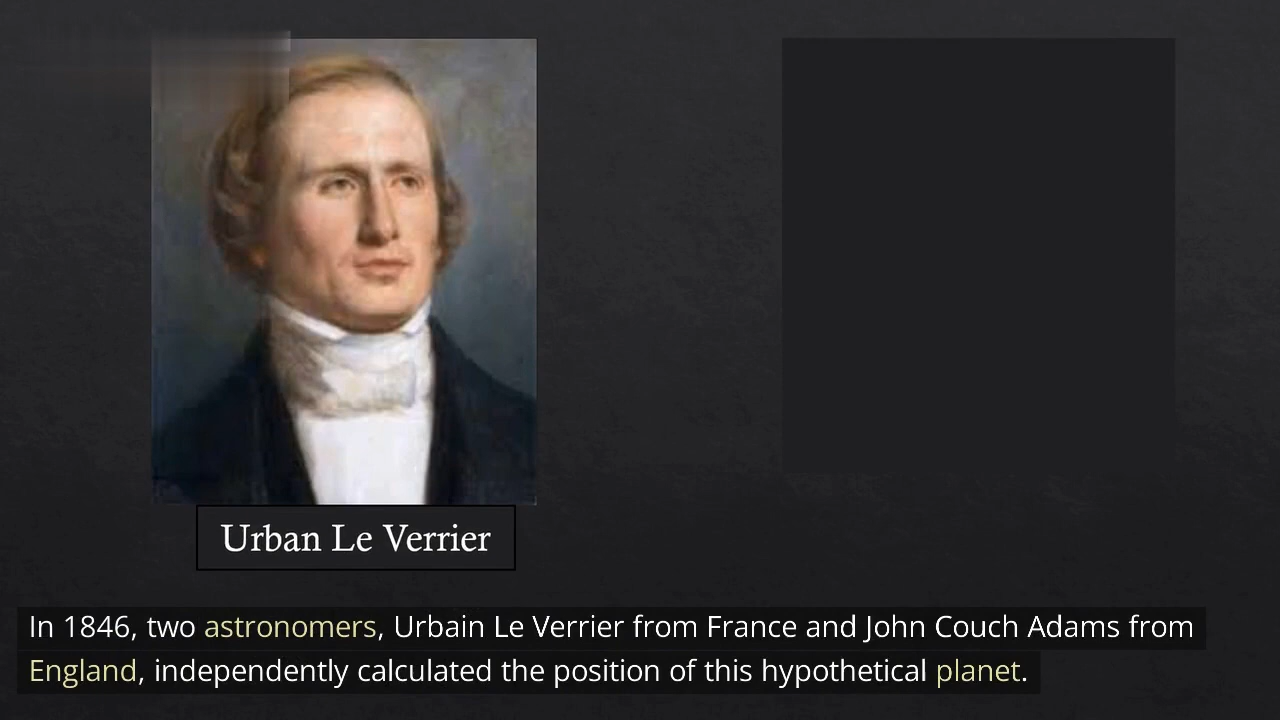 Urban Le Verrier
In 1846, two astronomers, Urbain Le Verrier from France and John Couch Adams from
England, independently calculated the position of this hypothetical planet.